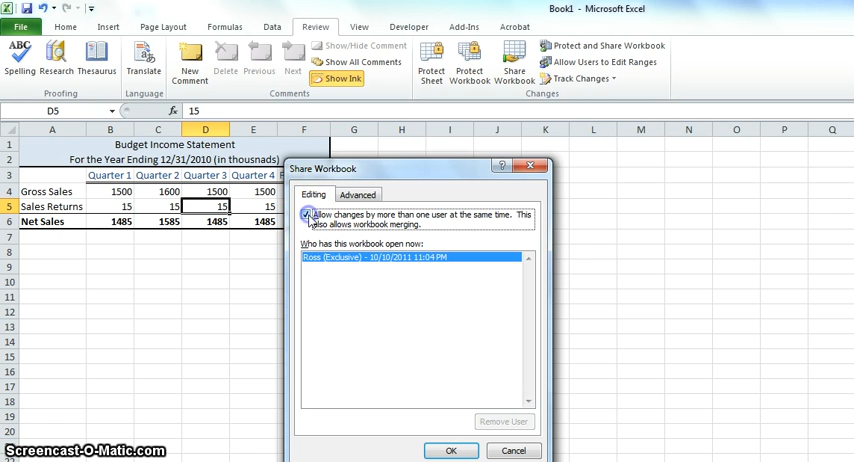 Book1 - Microsoft Excel
File Home Insert Page Layout Formulas Data Review View Developer Add-Ins Acrobat
ABC
Spelling Research Thesaurus
Proofing
Translate
Language
New Comment
Delete Previous Next
Show/Hide Comment
Show All Comments
Show Ink
Comments
Protect Sheet
Protect Workbook
Share Workbook
Protect and Share Workbook
Allow Users to Edit Ranges
Track Changes
Changes
D5 fx 15
A B C D E F G H I J K L M N O P Q
1 Budget Income Statement
2 For the Year Ending 12/31/2010 (in thousnads)
3 Quarter 1 Quarter 2 Quarter 3 Quarter 4
4 Gross Sales 1500 1600 1500 1500
5 Sales Returns 15 15 15 15
6 Net Sales 1485 1585 1485 1485
7
8
9
10
11
12
13
14
15
16
17
18
19
20
21
Share Workbook
Editing Advanced
Allow changes by more than one user at the same time. This
also allows workbook merging.
Who has this workbook open now:
Ross (Exclusive) - 10/10/2011 11:04 PM
Remove User
OK Cancel
Screencast-O-Matic.com